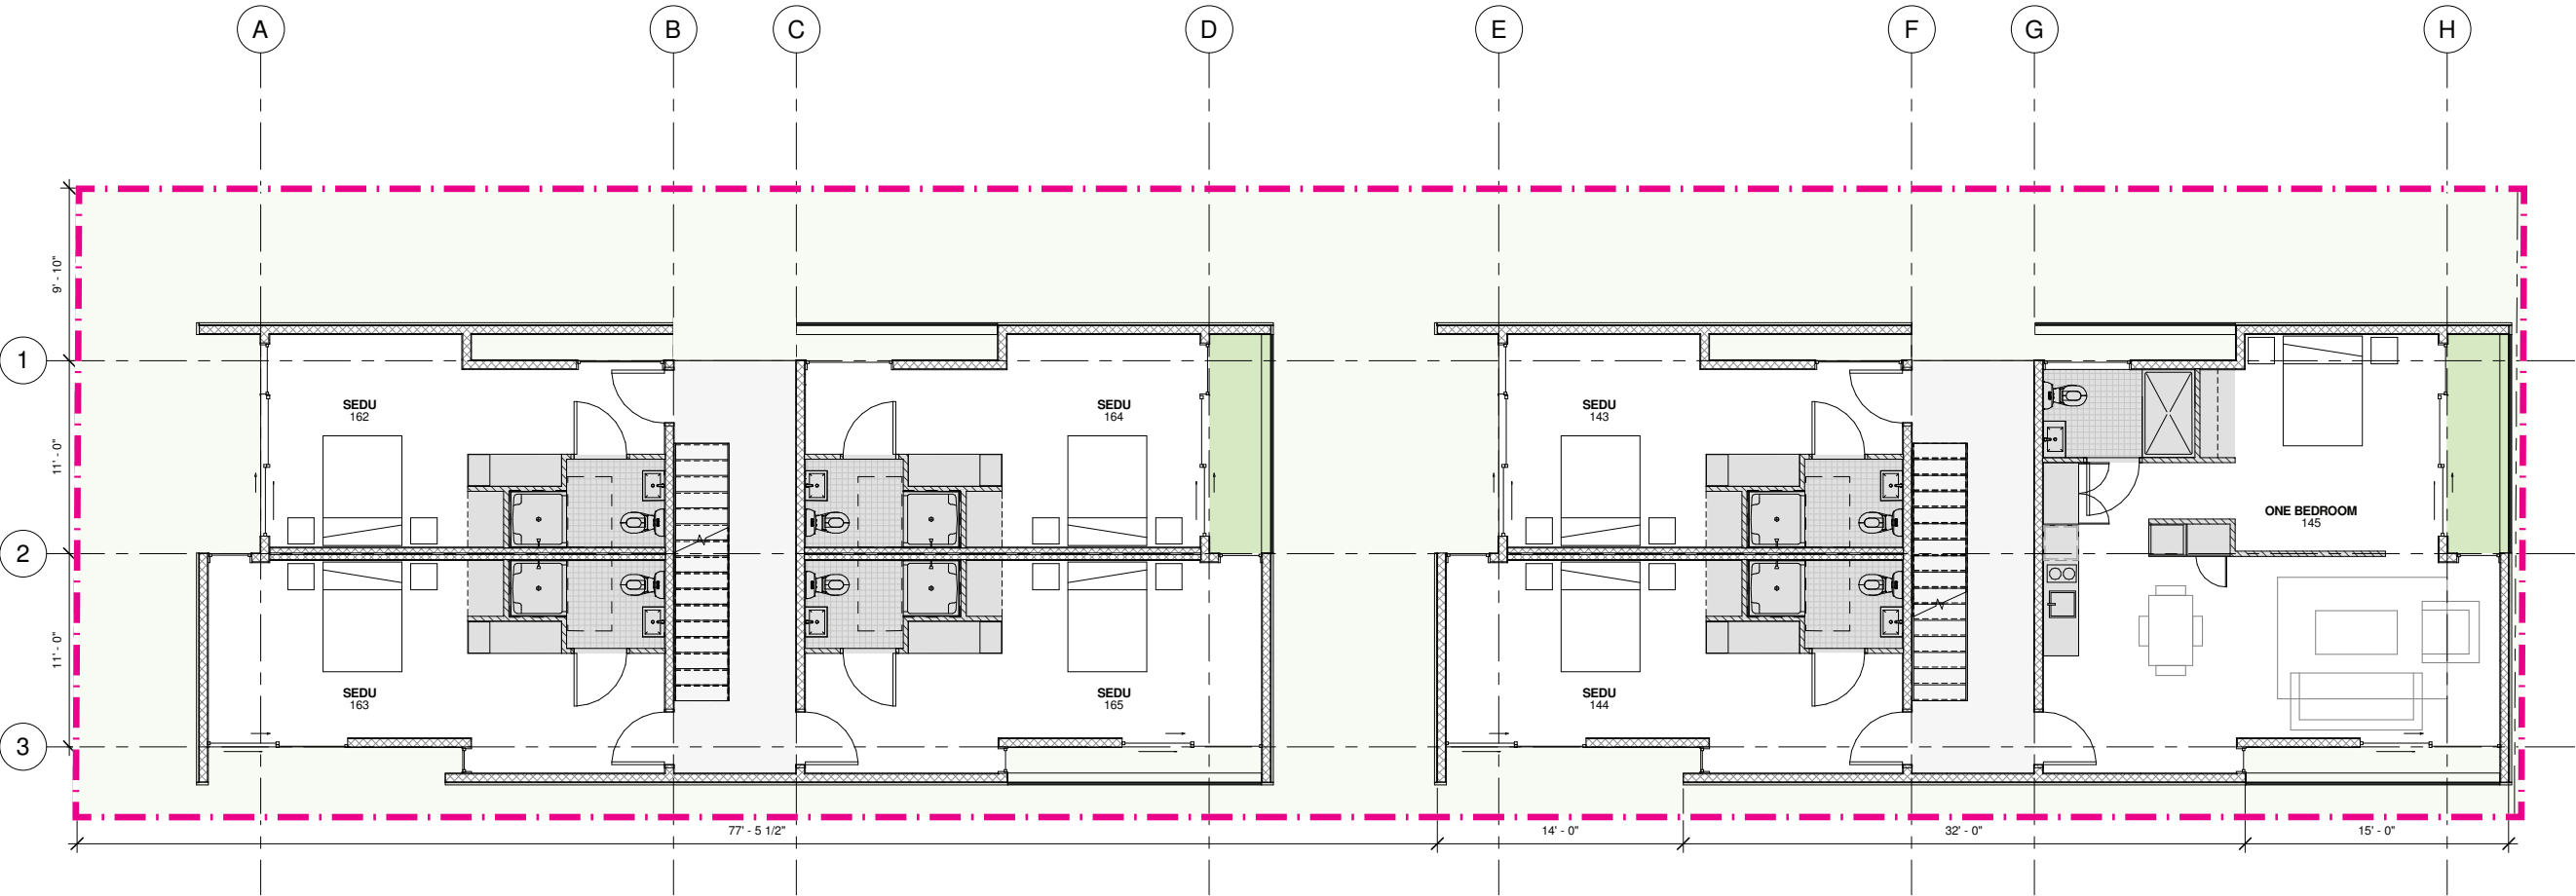 A
B
C
D
E
F
G
H
9' - 10"
1
SEDU
162
SEDU
164
SEDU
143
11' - 0"
ONE BEDROOM
145
2
11' - 0"
SEDU
163
SEDU
165
SEDU
144
3
77' - 5 1/2"
14' - 0"
32' - 0"
15' - 0"